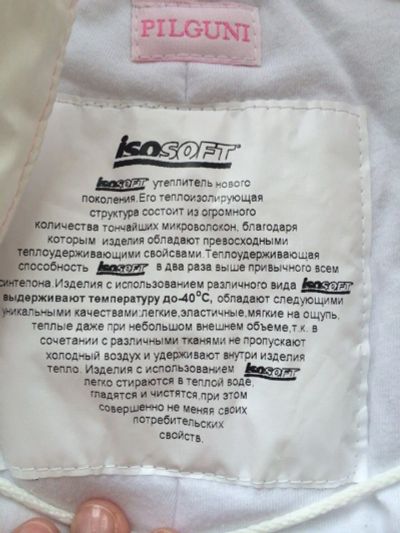 PILGUNI
isosoft
isosoft утеплитель нового
поколения.Его теплоизолирующая
структура состоит из огромного
количества тончайших микроволокон, благодаря
которым изделия обладают превосходными
теплоудерживающими свойсвами.Теплоудерживающая
способность isosoft в два раза выше привычного всем
синтепона.Изделия с использованием различного вида isosoft
выдерживают температуру до-40°С, обладают следующими
уникальными качествами:легкие,эластичные,мягкие на ощупь,
теплые даже при небольшом внешнем объеме,т.к. в
сочетании с различными тканями не пропускают
холодный воздух и удерживают внутри изделия
тепло. Изделия с использованием isosoft
легко стираются в теплой воде,
гладятся и чистятся,при этом
совершенно не меняя своих
потребительских
свойств.